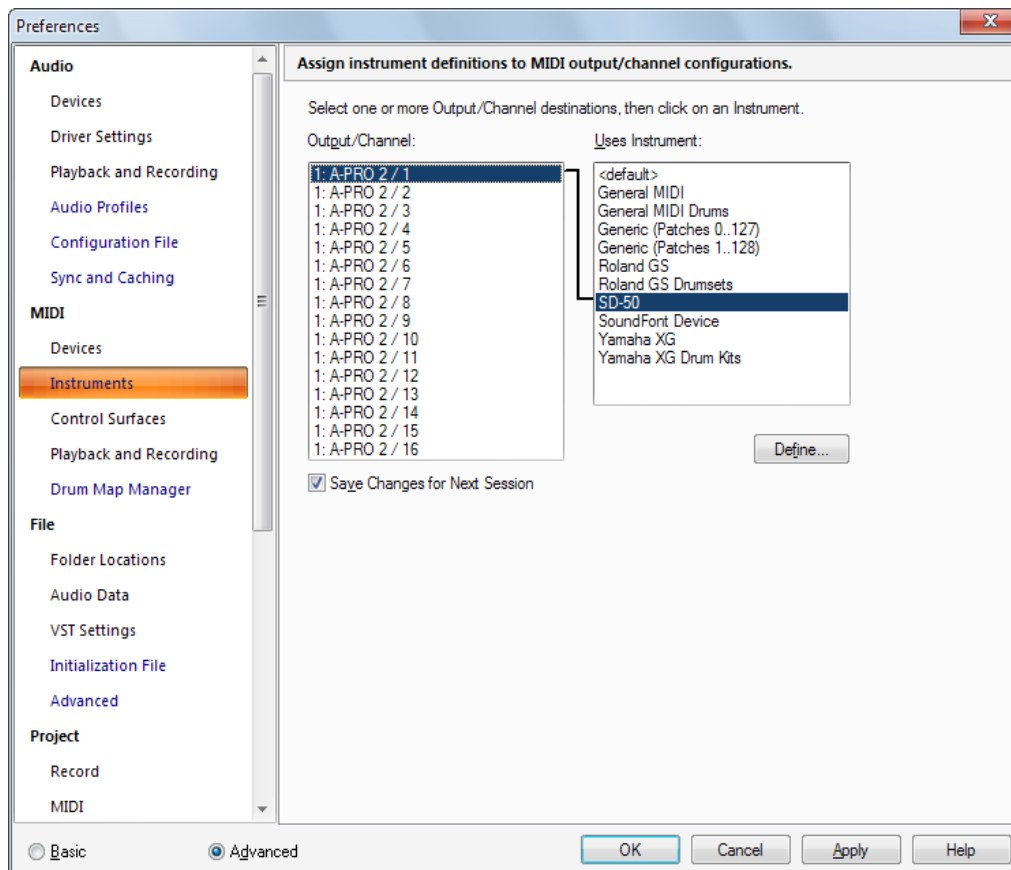 Preferences
Audio
Devices
Driver Settings
Playback and Recording
Audio Profiles
Configuration File
Sync and Caching
MIDI
Devices
Instruments
Control Surfaces
Playback and Recording
Drum Map Manager
File
Folder Locations
Audio Data
VST Settings
Initialization File
Advanced
Project
Record
MIDI
Basic
Advanced
Assign instrument definitions to MIDI output/channel configurations.
Select one or more Output/Channel destinations, then click on an Instrument.
Output/Channel:
1: A-PRO 2 / 1
1: A-PRO 2 / 2
1: A-PRO 2 / 3
1: A-PRO 2 / 4
1: A-PRO 2 / 5
1: A-PRO 2 / 6
1: A-PRO 2 / 7
1: A-PRO 2 / 8
1: A-PRO 2 / 9
1: A-PRO 2 / 10
1: A-PRO 2 / 11
1: A-PRO 2 / 12
1: A-PRO 2 / 13
1: A-PRO 2 / 14
1: A-PRO 2 / 15
1: A-PRO 2 / 16
Save Changes for Next Session
Uses Instrument:
<default>
General MIDI
General MIDI Drums
Generic (Patches 0..127)
Generic (Patches 1..128)
Roland GS
Roland GS Drumsets
SD-50
SoundFont Device
Yamaha XG
Yamaha XG Drum Kits
Define...
OK
Cancel
Apply
Help